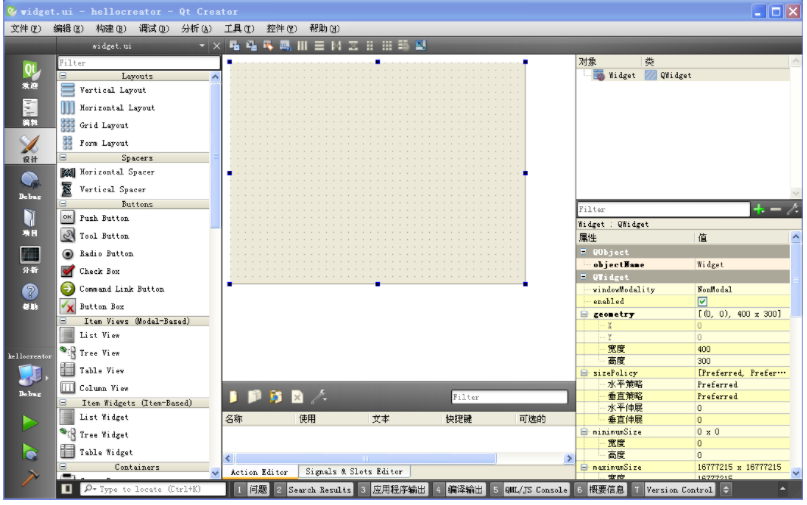 widget.ui - hellocreator - Qt Creator
文件(F) 编辑(E) 构建(B) 调试(D) 分析(A) 工具(T) 控件(W) 帮助(H)
widget.ui
Qt
欢迎
编辑
设计
Debug
项目
分析
帮助
hellocreator
Debug
Filter
Layouts
Vertical Layout
Horizontal Layout
Grid Layout
Form Layout
Spacers
Horizontal Spacer
Vertical Spacer
Buttons
OK Push Button
Tool Button
Radio Button
Check Box
Command Link Button
Button Box
Item Views (Model-Based)
List View
Tree View
Table View
Column View
Item Widgets (Item-Based)
List Widget
Tree Widget
Table Widget
Containers
Filter
名称 使用 文本 快捷键 可选的
Action Editor Signals & Slots Editor
对象 类
Widget QWidget
Filter
Widget : QWidget
属性 值
QObject
objectName Widget
QWidget
windowModality NonModal
enabled
geometry [(0, 0), 400 x 300]
X 0
Y 0
宽度 400
高度 300
sizePolicy [Preferred, Prefer…
水平策略 Preferred
垂直策略 Preferred
水平伸展 0
垂直伸展 0
minimumSize 0 x 0
宽度 0
高度 0
maximumSize 16777215 x 16777215
宽度 16777215
Type to locate (Ctrl+K) 1 问题 2 Search Results 3 应用程序输出 4 编译输出 5 QML/JS Console 6 概要信息 7 Version Control